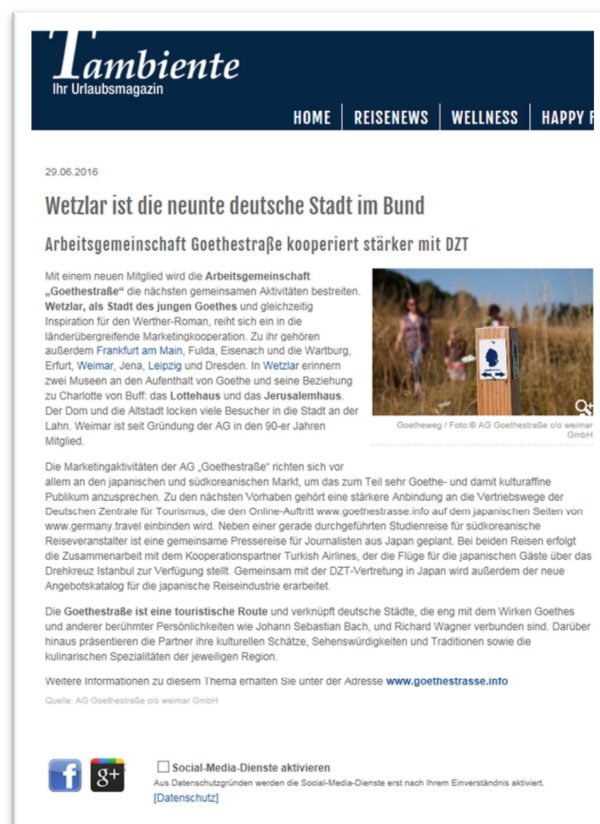 Tambiente
Ihr Urlaubsmagazin
HOME REISENEWS WELLNESS HAPPY F
29.06.2016
Wetzlar ist die neunte deutsche Stadt im Bund
Arbeitsgemeinschaft Goethestraße kooperiert stärker mit DZT
Mit einem neuen Mitglied wird die Arbeitsgemeinschaft
„Goethestraße“ die nächsten gemeinsamen Aktivitäten bestreiten.
Wetzlar, als Stadt des jungen Goethes und gleichzeitig
Inspiration für den Werther-Roman, reiht sich ein in die
länderübergreifende Marketingkooperation. Zu ihr gehören
außerdem Frankfurt am Main, Fulda, Eisenach und die Wartburg,
Erfurt, Weimar, Jena, Leipzig und Dresden. In Wetzlar erinnern
zwei Museen an den Aufenthalt von Goethe und seine Beziehung
zu Charlotte von Buff: das Lottehaus und das Jerusalemhaus.
Der Dom und die Altstadt locken viele Besucher in die Stadt an der
Lahn. Weimar ist seit Gründung der AG in den 90-er Jahren
Mitglied.
Goetheweg / Foto:© AG Goethestraße c/o weimar
GmbH
Die Marketingaktivitäten der AG „Goethestraße“ richten sich vor
allem an den japanischen und südkoreanischen Markt, um das zum Teil sehr Goethe- und damit kulturaffine
Publikum anzusprechen. Zu den nächsten Vorhaben gehört eine stärkere Anbindung an die Vertriebswege der
Deutschen Zentrale für Tourismus, die den Online-Auftritt www.goethestrasse.info auf dem japanischen Seiten von
www.germany.travel einbinden wird. Neben einer gerade durchgeführten Studienreise für südkoreanische
Reiseveranstalter ist eine gemeinsame Pressereise für Journalisten aus Japan geplant. Bei beiden Reisen erfolgt
die Zusammenarbeit mit dem Kooperationspartner Turkish Airlines, der die Flüge für die japanischen Gäste über das
Drehkreuz Istanbul zur Verfügung stellt. Gemeinsam mit der DZT-Vertretung in Japan wird außerdem der neue
Angebotskatalog für die japanische Reiseindustrie erarbeitet.
Die Goethestraße ist eine touristische Route und verknüpft deutsche Städte, die eng mit dem Wirken Goethes
und anderer berühmter Persönlichkeiten wie Johann Sebastian Bach, und Richard Wagner verbunden sind. Darüber
hinaus präsentieren die Partner ihre kulturellen Schätze, Sehenswürdigkeiten und Traditionen sowie die
kulinarischen Spezialitäten der jeweiligen Region.
Weitere Informationen zu diesem Thema erhalten Sie unter der Adresse www.goethestrasse.info
Quelle: AG Goethestraße c/o weimar GmbH
f g+ Social-Media-Dienste aktivieren
Aus Datenschutzgründen werden die Social-Media-Dienste erst nach Ihrem Einverständnis aktiviert.
[Datenschutz]